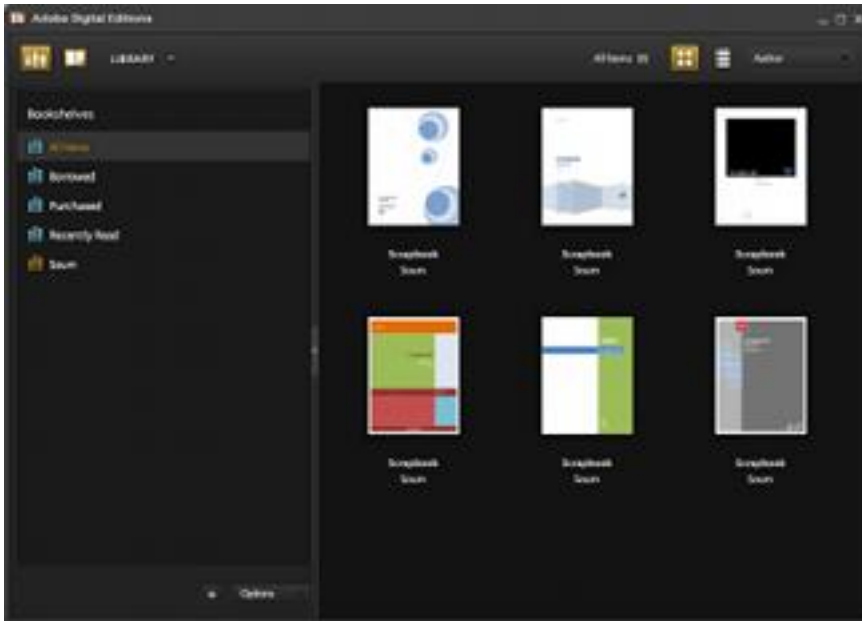 Adobe Digital Editions
LIBRARY
All Items
Author
Bookshelves
All Items
Borrowed
Purchased
Recently Read
Soum
Scrapbook
Soum
Scrapbook
Soum
Scrapbook
Soum
Scrapbook
Soum
Scrapbook
Soum
Scrapbook
Soum
Options